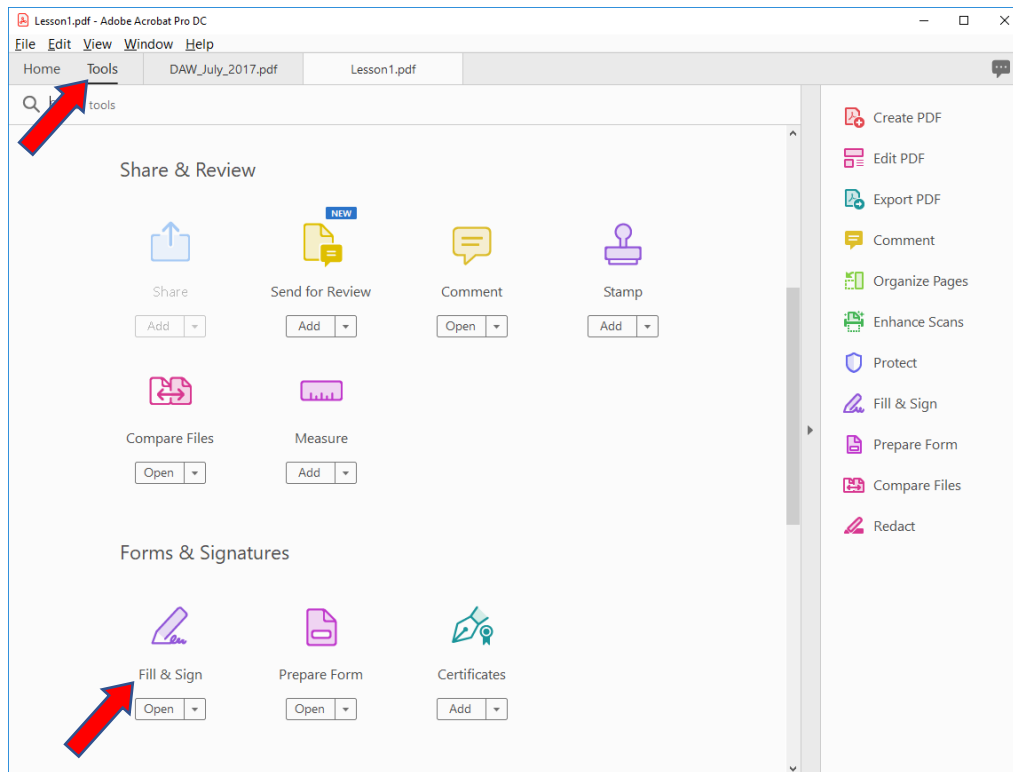 Lesson1.pdf - Adobe Acrobat Pro DC
File Edit View Window Help
Home Tools DAW_July_2017.pdf Lesson1.pdf
tools
Share & Review
NEW
Share Send for Review Comment Stamp
Add Add Open Add
Compare Files Measure
Open Add
Forms & Signatures
Fill & Sign Prepare Form Certificates
Open Open Add
Create PDF
Edit PDF
Export PDF
Comment
Organize Pages
Enhance Scans
Protect
Fill & Sign
Prepare Form
Compare Files
Redact